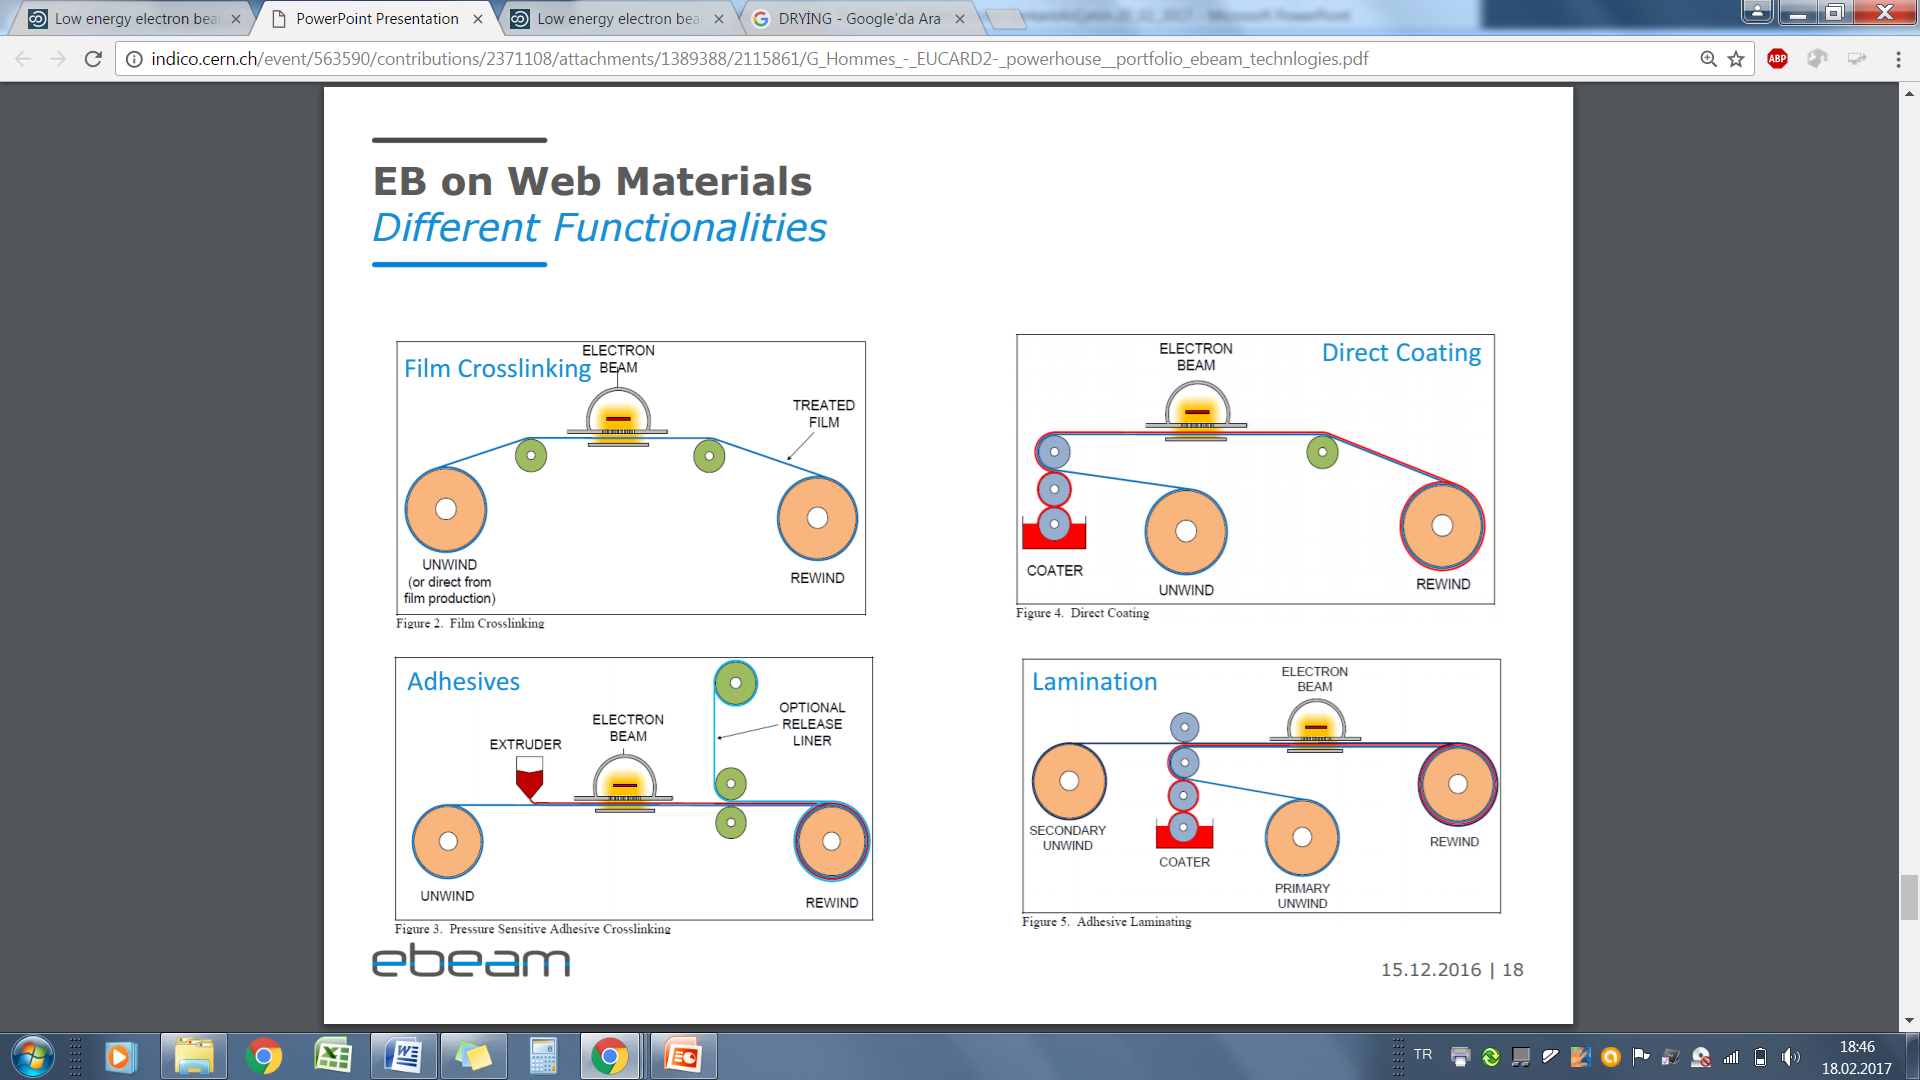 Low energy electron bea
PowerPoint Presentation
Low energy electron bea
DRYİNG - Google'da Ara
indico.cern.ch/event/563590/contributions/2371108/attachments/1389388/2115861/G_Hommes_-_EUCARD2-_powerhouse__portfolio_ebeam_technlogies.pdf
ABP
EB on Web Materials
Different Functionalities
Film Crosslinking
ELECTRON
BEAM
TREATED
FILM
UNWIND
(or direct from
film production)
REWIND
Figure 2. Film Crosslinking
Direct Coating
ELECTRON
BEAM
COATER
UNWIND
REWIND
Figure 4. Direct Coating
Adhesives
EXTRUDER
ELECTRON
BEAM
OPTIONAL
RELEASE
LINER
UNWIND
REWIND
Figure 3. Pressure Sensitive Adhesive Crosslinking
Lamination
ELECTRON
BEAM
SECONDARY
UNWIND
COATER
PRIMARY
UNWIND
REWIND
Figure 5. Adhesive Laminating
ebeam
15.12.2016 | 18
TR
18:46
18.02.2017